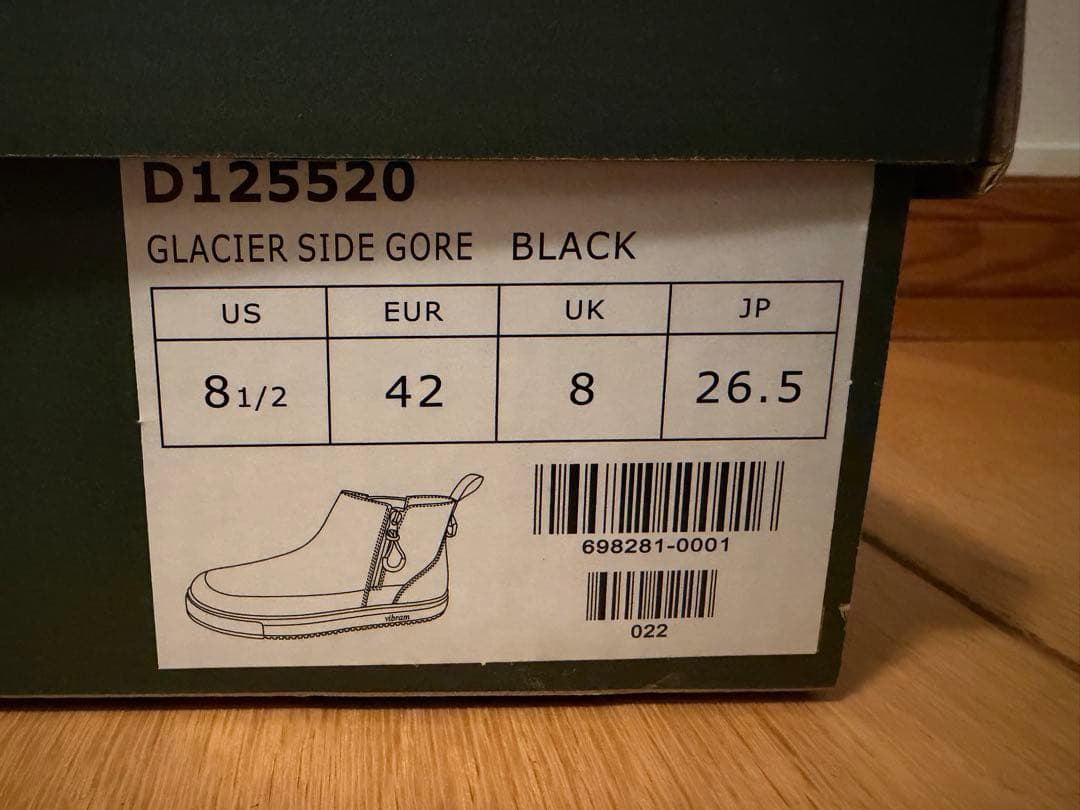 D125520
GLACIER SIDE GORE BLACK
US EUR UK JP
8 1/2 42 8 26.5
vibram
698281-0001
022